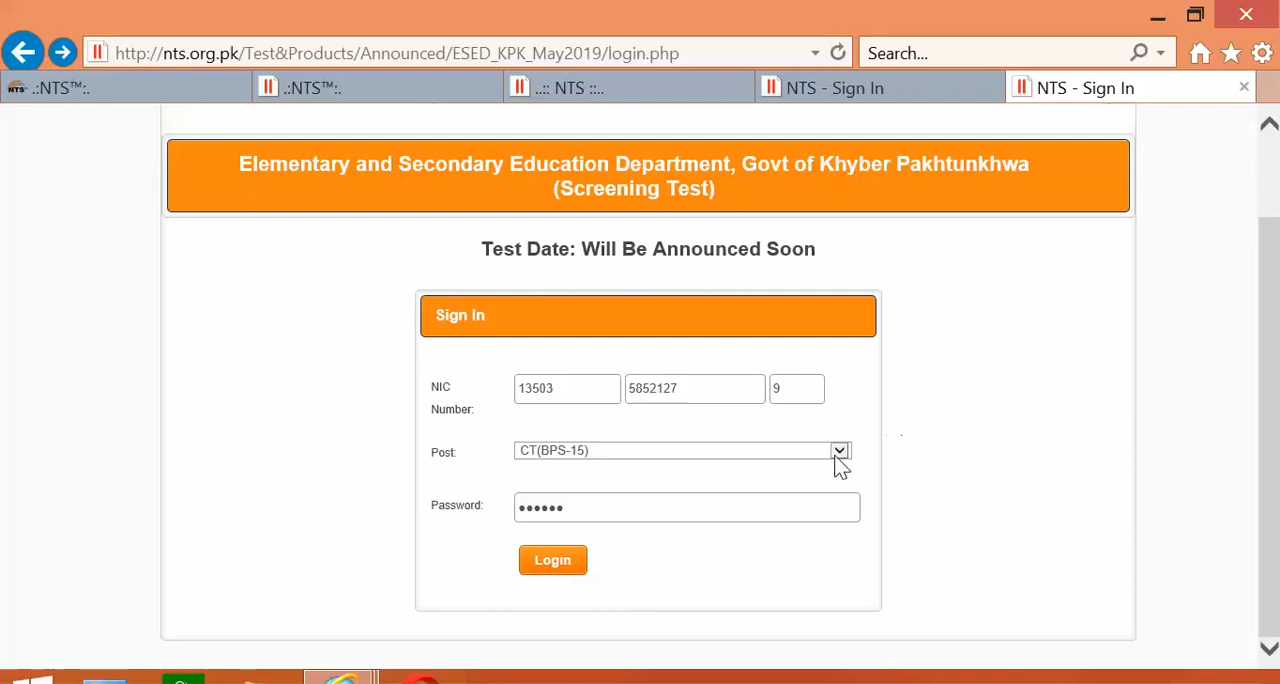 http://nts.org.pk/Test&Products/Announced/ESED_KPK_May2019/login.php
Search...
NTS .:NTS™:.
.:NTS™:.
..:: NTS ::..
NTS - Sign In
NTS - Sign In
Elementary and Secondary Education Department, Govt of Khyber Pakhtunkhwa
(Screening Test)
Test Date: Will Be Announced Soon
Sign In
NIC
Number:
13503 5852127 9
Post: CT(BPS-15)
Password: ••••••
Login